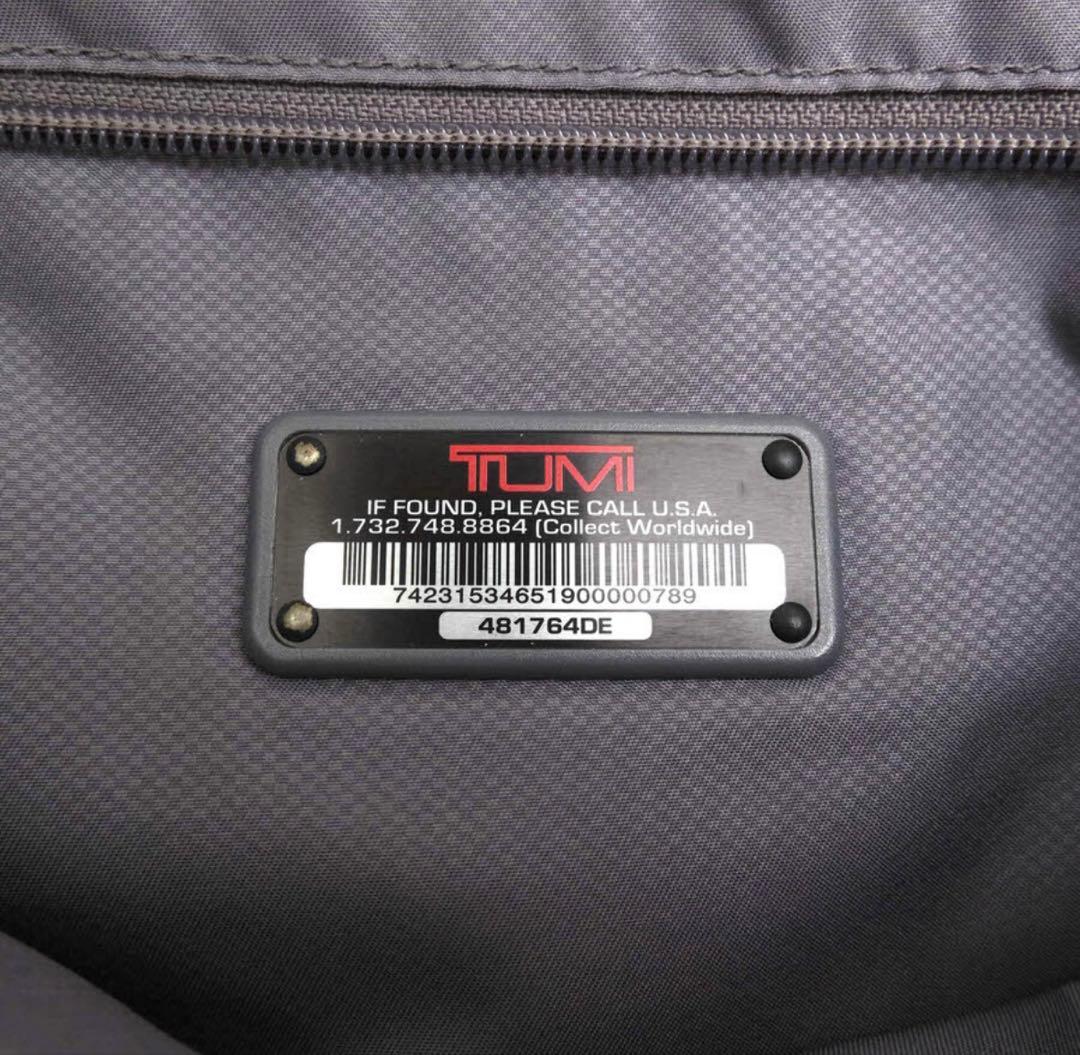 TUMI
IF FOUND, PLEASE CALL U.S.A.
1.732.748.8864 (Collect Worldwide)
74231534651900000789
481764DE